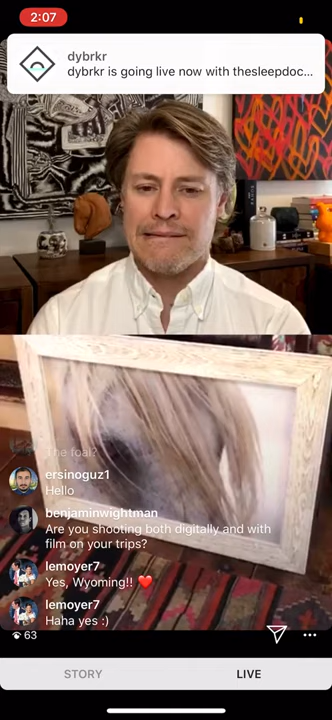 2:07
dybrkr
dybrkr is going live now with thesleepdoc...
The foal?
ersinoguz1
Hello
benjaminwightman
Are you shooting both digitally and with
film on your trips?
lemoyer7
Yes, Wyoming!! ❤️
lemoyer7
Haha yes :)
63
STORY
LIVE